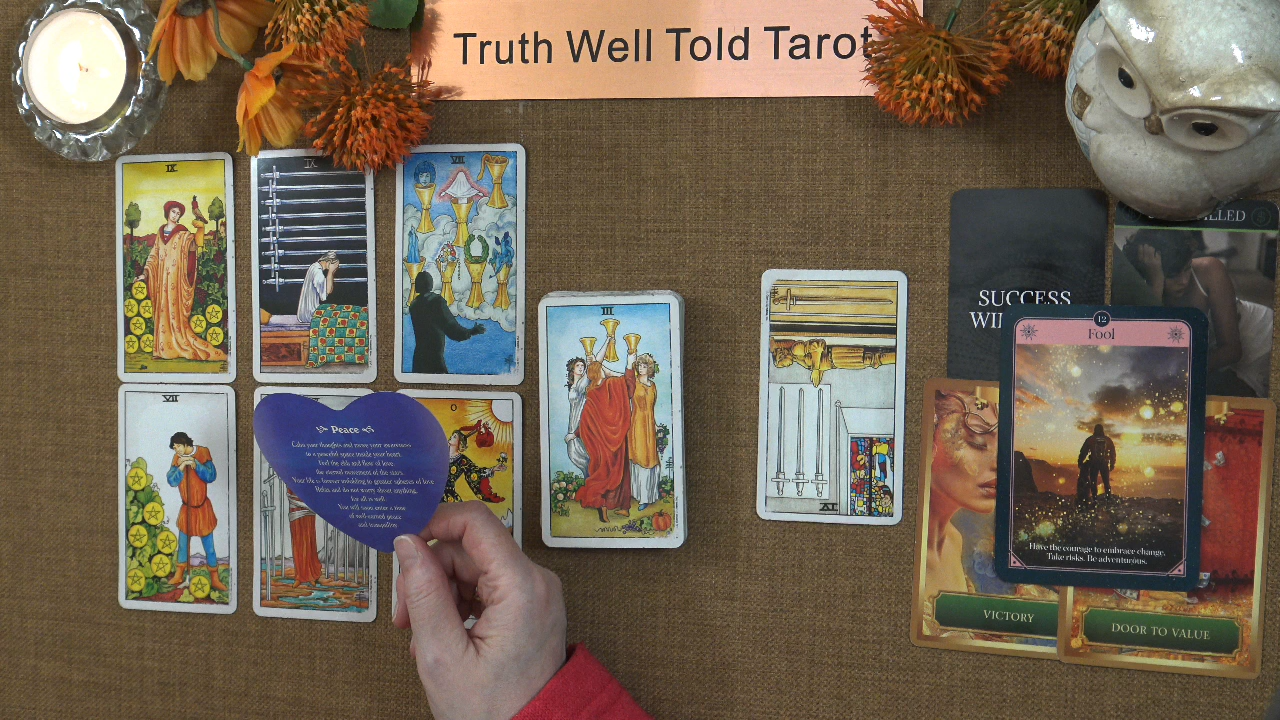 Truth Well Told Tarot
IX
IX
VII
III
VII
0
IV
Peace
Calm your thoughts and move your awareness
to a peaceful space inside your heart.
Feel the ebb and flow of love,
the eternal movement of the stars.
Your life is forever unfolding to greater spheres of love.
Relax and do not worry about anything,
for all is well.
You will soon enter a time
of well-earned peace
and tranquility.
SUCCESS
LLED
12
Fool
Have the courage to embrace change.
Take risks. Be adventurous.
VICTORY
DOOR TO VALUE